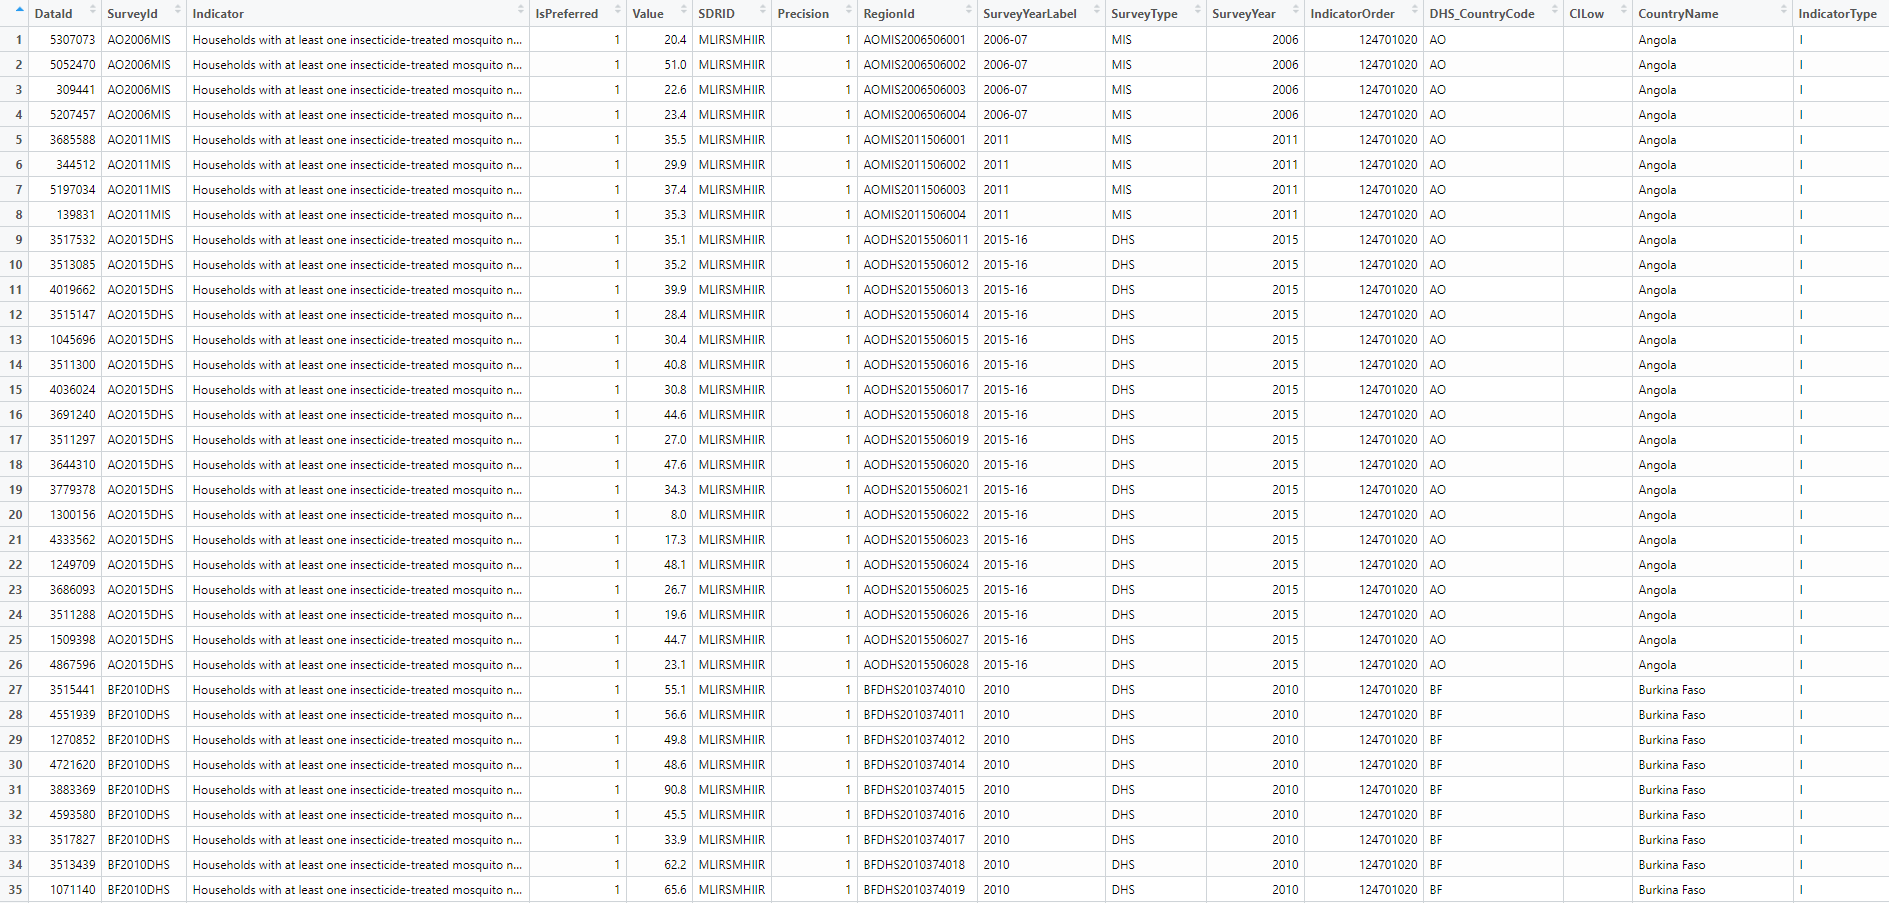 DataId SurveyId Indicator IsPreferred Value SDRID Precision RegionId SurveyYearLabel SurveyType SurveyYear IndicatorOrder DHS_CountryCode CILow CountryName IndicatorType
1 5307073 AO2006MIS Households with at least one insecticide-treated mosquito n... 1 20.4 MLIRSMHIIR 1 AOMIS2006506001 2006-07 MIS 2006 124701020 AO Angola I
2 5052470 AO2006MIS Households with at least one insecticide-treated mosquito n... 1 51.0 MLIRSMHIIR 1 AOMIS2006506002 2006-07 MIS 2006 124701020 AO Angola I
3 309441 AO2006MIS Households with at least one insecticide-treated mosquito n... 1 22.6 MLIRSMHIIR 1 AOMIS2006506003 2006-07 MIS 2006 124701020 AO Angola I
4 5207457 AO2006MIS Households with at least one insecticide-treated mosquito n... 1 23.4 MLIRSMHIIR 1 AOMIS2006506004 2006-07 MIS 2006 124701020 AO Angola I
5 3685588 AO2011MIS Households with at least one insecticide-treated mosquito n... 1 35.5 MLIRSMHIIR 1 AOMIS2011506001 2011 MIS 2011 124701020 AO Angola I
6 344512 AO2011MIS Households with at least one insecticide-treated mosquito n... 1 29.9 MLIRSMHIIR 1 AOMIS2011506002 2011 MIS 2011 124701020 AO Angola I
7 5197034 AO2011MIS Households with at least one insecticide-treated mosquito n... 1 37.4 MLIRSMHIIR 1 AOMIS2011506003 2011 MIS 2011 124701020 AO Angola I
8 139831 AO2011MIS Households with at least one insecticide-treated mosquito n... 1 35.3 MLIRSMHIIR 1 AOMIS2011506004 2011 MIS 2011 124701020 AO Angola I
9 3517532 AO2015DHS Households with at least one insecticide-treated mosquito n... 1 35.1 MLIRSMHIIR 1 AODHS2015506011 2015-16 DHS 2015 124701020 AO Angola I
10 3513085 AO2015DHS Households with at least one insecticide-treated mosquito n... 1 35.2 MLIRSMHIIR 1 AODHS2015506012 2015-16 DHS 2015 124701020 AO Angola I
11 4019662 AO2015DHS Households with at least one insecticide-treated mosquito n... 1 39.9 MLIRSMHIIR 1 AODHS2015506013 2015-16 DHS 2015 124701020 AO Angola I
12 3515147 AO2015DHS Households with at least one insecticide-treated mosquito n... 1 28.4 MLIRSMHIIR 1 AODHS2015506014 2015-16 DHS 2015 124701020 AO Angola I
13 1045696 AO2015DHS Households with at least one insecticide-treated mosquito n... 1 30.4 MLIRSMHIIR 1 AODHS2015506015 2015-16 DHS 2015 124701020 AO Angola I
14 3511300 AO2015DHS Households with at least one insecticide-treated mosquito n... 1 40.8 MLIRSMHIIR 1 AODHS2015506016 2015-16 DHS 2015 124701020 AO Angola I
15 4036024 AO2015DHS Households with at least one insecticide-treated mosquito n... 1 30.8 MLIRSMHIIR 1 AODHS2015506017 2015-16 DHS 2015 124701020 AO Angola I
16 3691240 AO2015DHS Households with at least one insecticide-treated mosquito n... 1 44.6 MLIRSMHIIR 1 AODHS2015506018 2015-16 DHS 2015 124701020 AO Angola I
17 3511297 AO2015DHS Households with at least one insecticide-treated mosquito n... 1 27.0 MLIRSMHIIR 1 AODHS2015506019 2015-16 DHS 2015 124701020 AO Angola I
18 3644310 AO2015DHS Households with at least one insecticide-treated mosquito n... 1 47.6 MLIRSMHIIR 1 AODHS2015506020 2015-16 DHS 2015 124701020 AO Angola I
19 3779378 AO2015DHS Households with at least one insecticide-treated mosquito n... 1 34.3 MLIRSMHIIR 1 AODHS2015506021 2015-16 DHS 2015 124701020 AO Angola I
20 1300156 AO2015DHS Households with at least one insecticide-treated mosquito n... 1 8.0 MLIRSMHIIR 1 AODHS2015506022 2015-16 DHS 2015 124701020 AO Angola I
21 4333562 AO2015DHS Households with at least one insecticide-treated mosquito n... 1 17.3 MLIRSMHIIR 1 AODHS2015506023 2015-16 DHS 2015 124701020 AO Angola I
22 1249709 AO2015DHS Households with at least one insecticide-treated mosquito n... 1 48.1 MLIRSMHIIR 1 AODHS2015506024 2015-16 DHS 2015 124701020 AO Angola I
23 3686093 AO2015DHS Households with at least one insecticide-treated mosquito n... 1 26.7 MLIRSMHIIR 1 AODHS2015506025 2015-16 DHS 2015 124701020 AO Angola I
24 3511288 AO2015DHS Households with at least one insecticide-treated mosquito n... 1 19.6 MLIRSMHIIR 1 AODHS2015506026 2015-16 DHS 2015 124701020 AO Angola I
25 1509398 AO2015DHS Households with at least one insecticide-treated mosquito n... 1 44.7 MLIRSMHIIR 1 AODHS2015506027 2015-16 DHS 2015 124701020 AO Angola I
26 4867596 AO2015DHS Households with at least one insecticide-treated mosquito n... 1 23.1 MLIRSMHIIR 1 AODHS2015506028 2015-16 DHS 2015 124701020 AO Angola I
27 3515441 BF2010DHS Households with at least one insecticide-treated mosquito n... 1 55.1 MLIRSMHIIR 1 BFDHS2010374010 2010 DHS 2010 124701020 BF Burkina Faso I
28 4551939 BF2010DHS Households with at least one insecticide-treated mosquito n... 1 56.6 MLIRSMHIIR 1 BFDHS2010374011 2010 DHS 2010 124701020 BF Burkina Faso I
29 1270852 BF2010DHS Households with at least one insecticide-treated mosquito n... 1 49.8 MLIRSMHIIR 1 BFDHS2010374012 2010 DHS 2010 124701020 BF Burkina Faso I
30 4721620 BF2010DHS Households with at least one insecticide-treated mosquito n... 1 48.6 MLIRSMHIIR 1 BFDHS2010374014 2010 DHS 2010 124701020 BF Burkina Faso I
31 3883369 BF2010DHS Households with at least one insecticide-treated mosquito n... 1 90.8 MLIRSMHIIR 1 BFDHS2010374015 2010 DHS 2010 124701020 BF Burkina Faso I
32 4593580 BF2010DHS Households with at least one insecticide-treated mosquito n... 1 45.5 MLIRSMHIIR 1 BFDHS2010374016 2010 DHS 2010 124701020 BF Burkina Faso I
33 3517827 BF2010DHS Households with at least one insecticide-treated mosquito n... 1 33.9 MLIRSMHIIR 1 BFDHS2010374017 2010 DHS 2010 124701020 BF Burkina Faso I
34 3513439 BF2010DHS Households with at least one insecticide-treated mosquito n... 1 62.2 MLIRSMHIIR 1 BFDHS2010374018 2010 DHS 2010 124701020 BF Burkina Faso I
35 1071140 BF2010DHS Households with at least one insecticide-treated mosquito n... 1 65.6 MLIRSMHIIR 1 BFDHS2010374019 2010 DHS 2010 124701020 BF Burkina Faso I